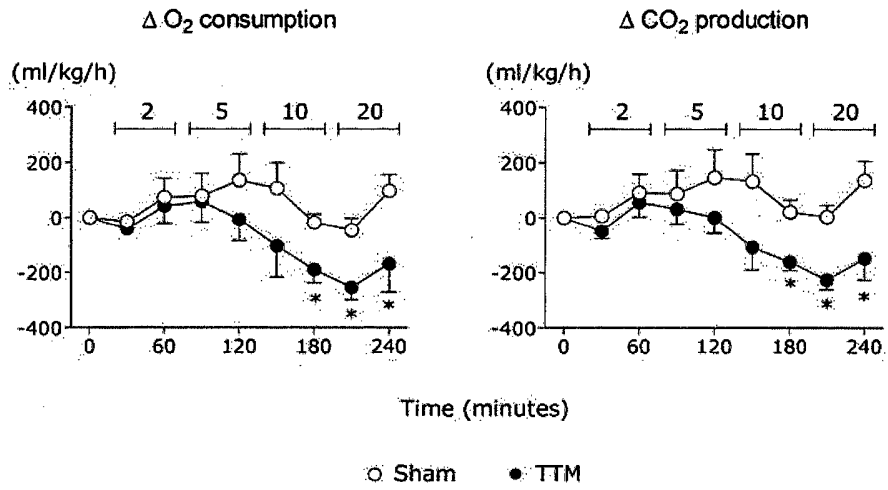 Δ O₂ consumption Δ CO₂ production
(ml/kg/h) (ml/kg/h)
400 2 5 10 20 400 2 5 10 20
200 200
0 0
* * * * * *
-200 -200
-400 -400
0 60 120 180 240 0 60 120 180 240
Time (minutes)
○ Sham ● TTM